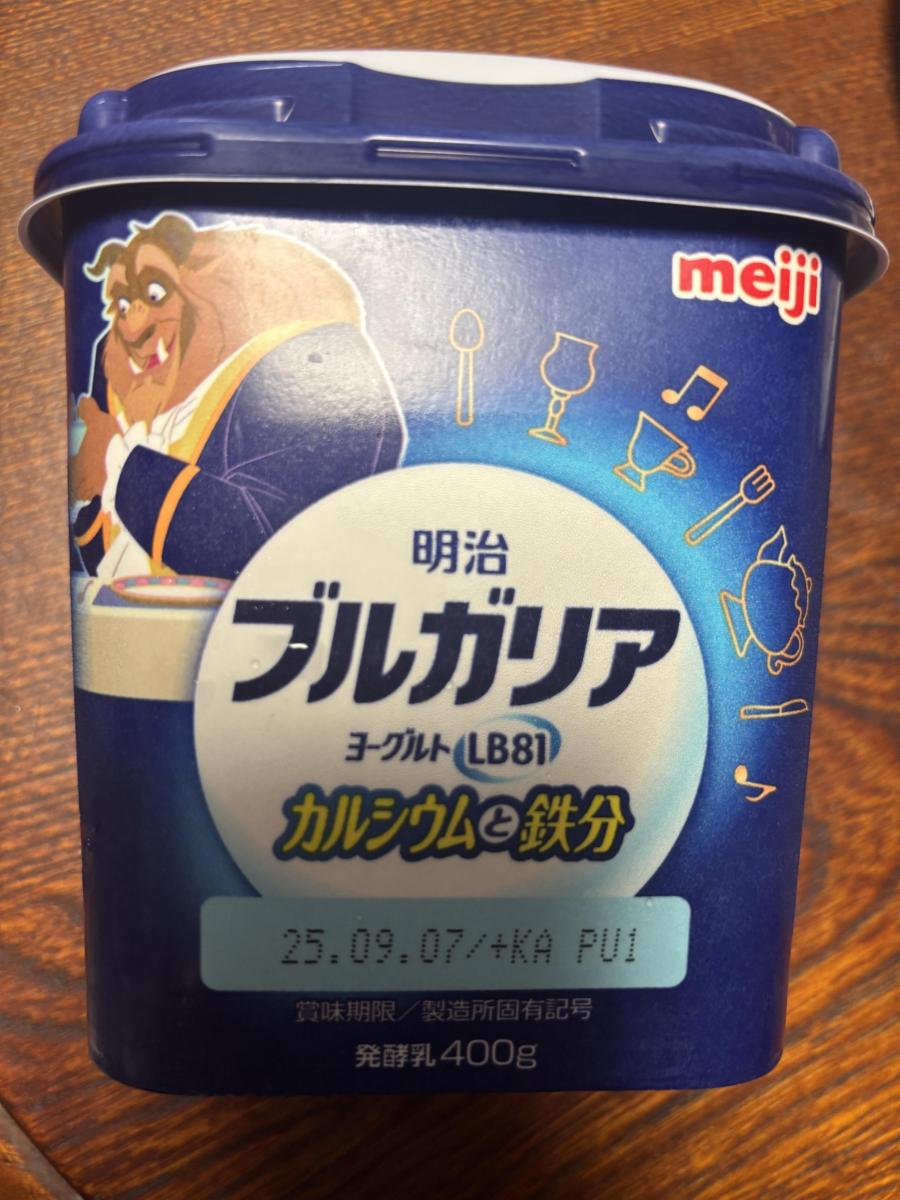 meiji
明治
ブルガリア
ヨーグルト LB81
カルシウムと鉄分
25.09.07/+KA PU1
賞味期限/製造所固有記号
発酵乳400g